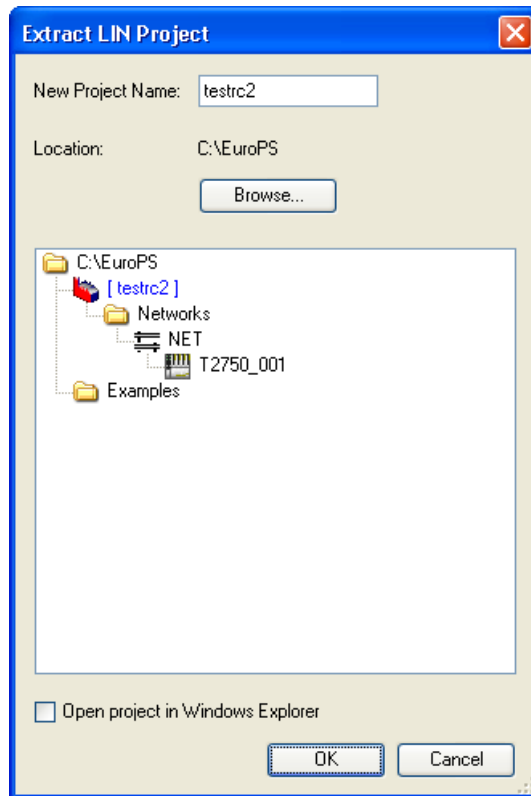 Extract LIN Project
New Project Name: testrc2
Location: C:\EuroPS
Browse...
C:\EuroPS
[ testrc2 ]
Networks
NET
T2750_001
Examples
Open project in Windows Explorer
OK Cancel